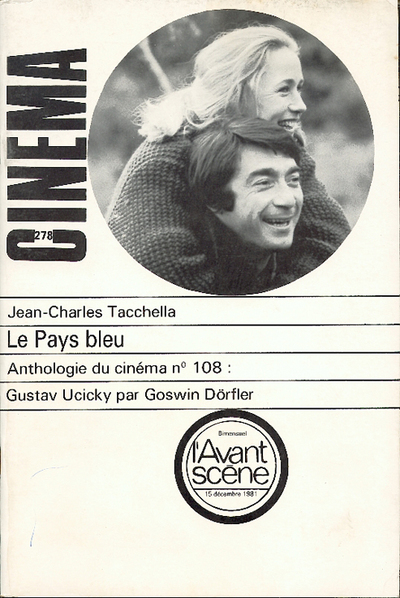 CINEMA
278
Jean-Charles Tacchella
Le Pays bleu
Anthologie du cinéma nº 108 :
Gustav Ucicky par Goswin Dörfler
Bimensuel
l'Avant
scène
15 décembre 1981